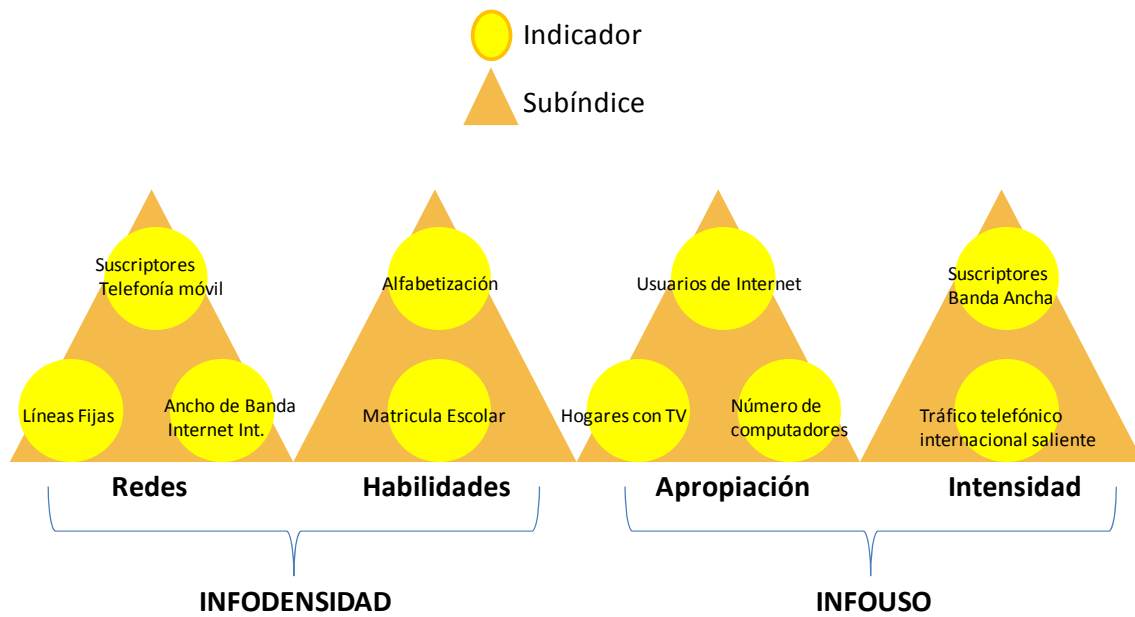 Indicador
Subíndice
Suscriptores
Telefonía móvil
Líneas Fijas
Ancho de Banda
Internet Int.
Redes
Alfabetización
Matricula Escolar
Habilidades
Usuarios de Internet
Hogares con TV
Número de
computadores
Apropiación
Suscriptores
Banda Ancha
Tráfico telefónico
internacional saliente
Intensidad
INFODENSIDAD
INFOUSO